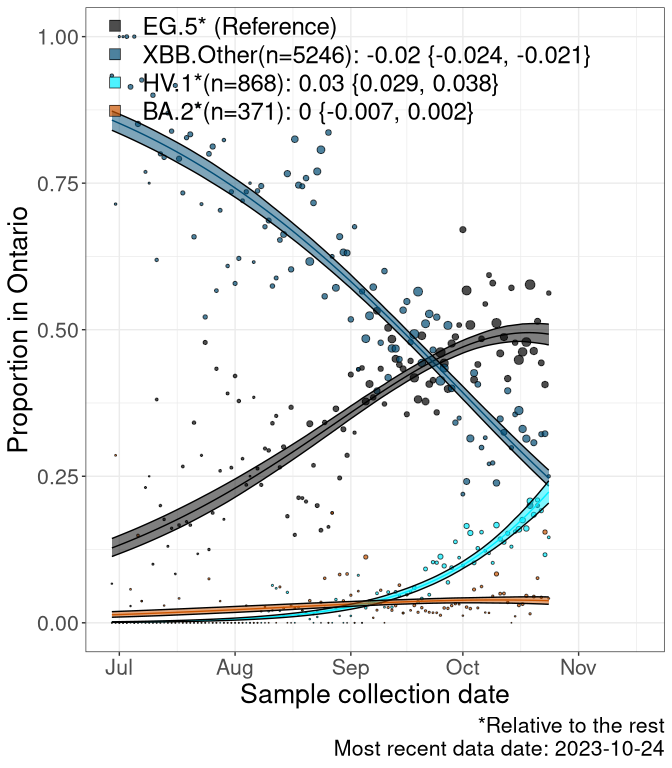 EG.5* (Reference)
XBB.Other(n=5246): -0.02 {-0.024, -0.021}
HV.1*(n=868): 0.03 {0.029, 0.038}
BA.2*(n=371): 0 {-0.007, 0.002}
1.00
0.75
0.50
0.25
0.00
Proportion in Ontario
Jul Aug Sep Oct Nov
Sample collection date
*Relative to the rest
Most recent data date: 2023-10-24